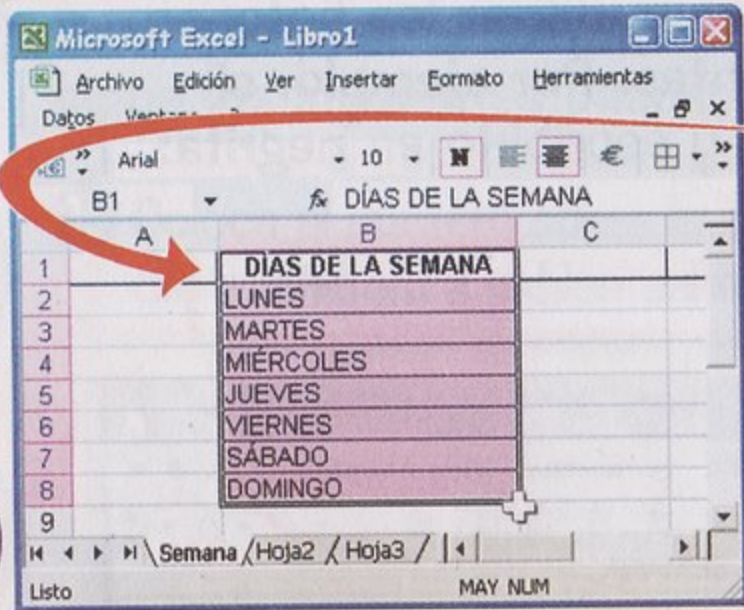 Microsoft Excel - Libro1
Archivo Edición Ver Insertar Formato Herramientas
Datos Ventana ?
Arial 10 N €
B1 fx DÍAS DE LA SEMANA
A B C
1 DÍAS DE LA SEMANA
2 LUNES
3 MARTES
4 MIÉRCOLES
5 JUEVES
6 VIERNES
7 SÁBADO
8 DOMINGO
9
Semana Hoja2 Hoja3
Listo MAY NUM